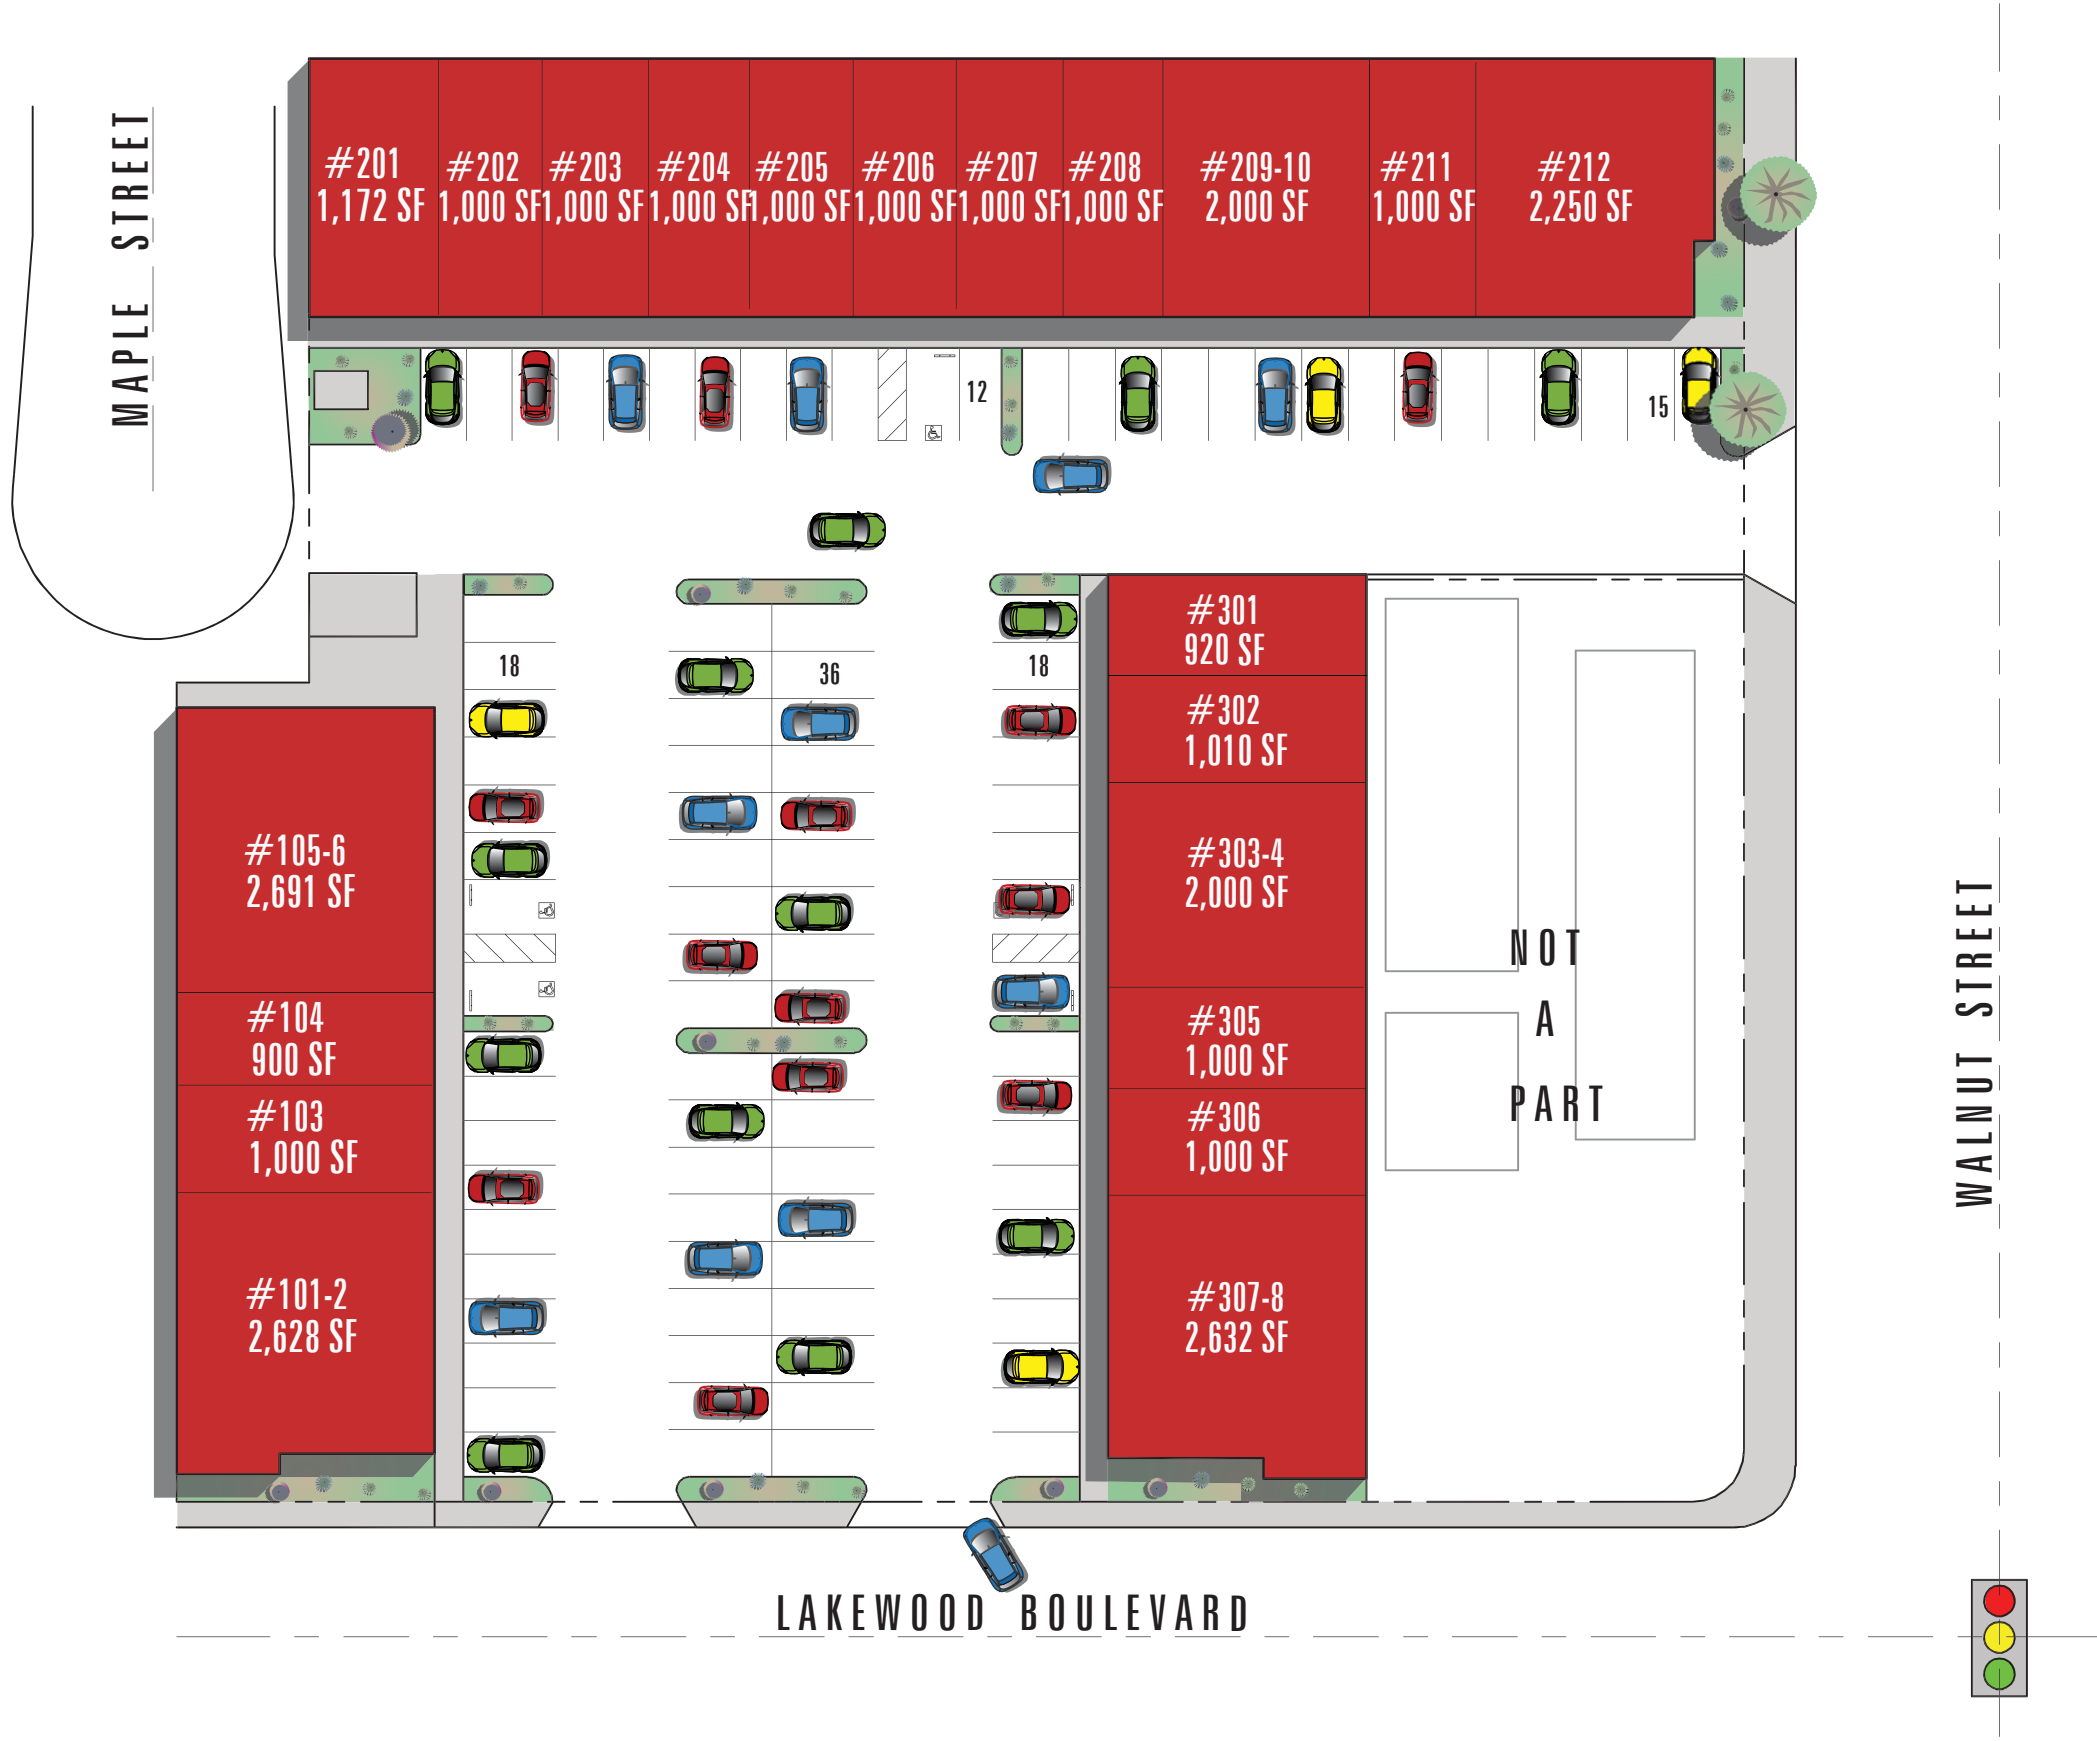 MAPLE STREET
#201
1,172 SF
#202
1,000 SF
#203
1,000 SF
#204
1,000 SF
#205
1,000 SF
#206
1,000 SF
#207
1,000 SF
#208
1,000 SF
#209-10
2,000 SF
#211
1,000 SF
#212
2,250 SF
12
15
18
36
18
#301
920 SF
#302
1,010 SF
#303-4
2,000 SF
#305
1,000 SF
#306
1,000 SF
#307-8
2,632 SF
#105-6
2,691 SF
#104
900 SF
#103
1,000 SF
#101-2
2,628 SF
NOT
A
PART
WALNUT STREET
LAKEWOOD BOULEVARD